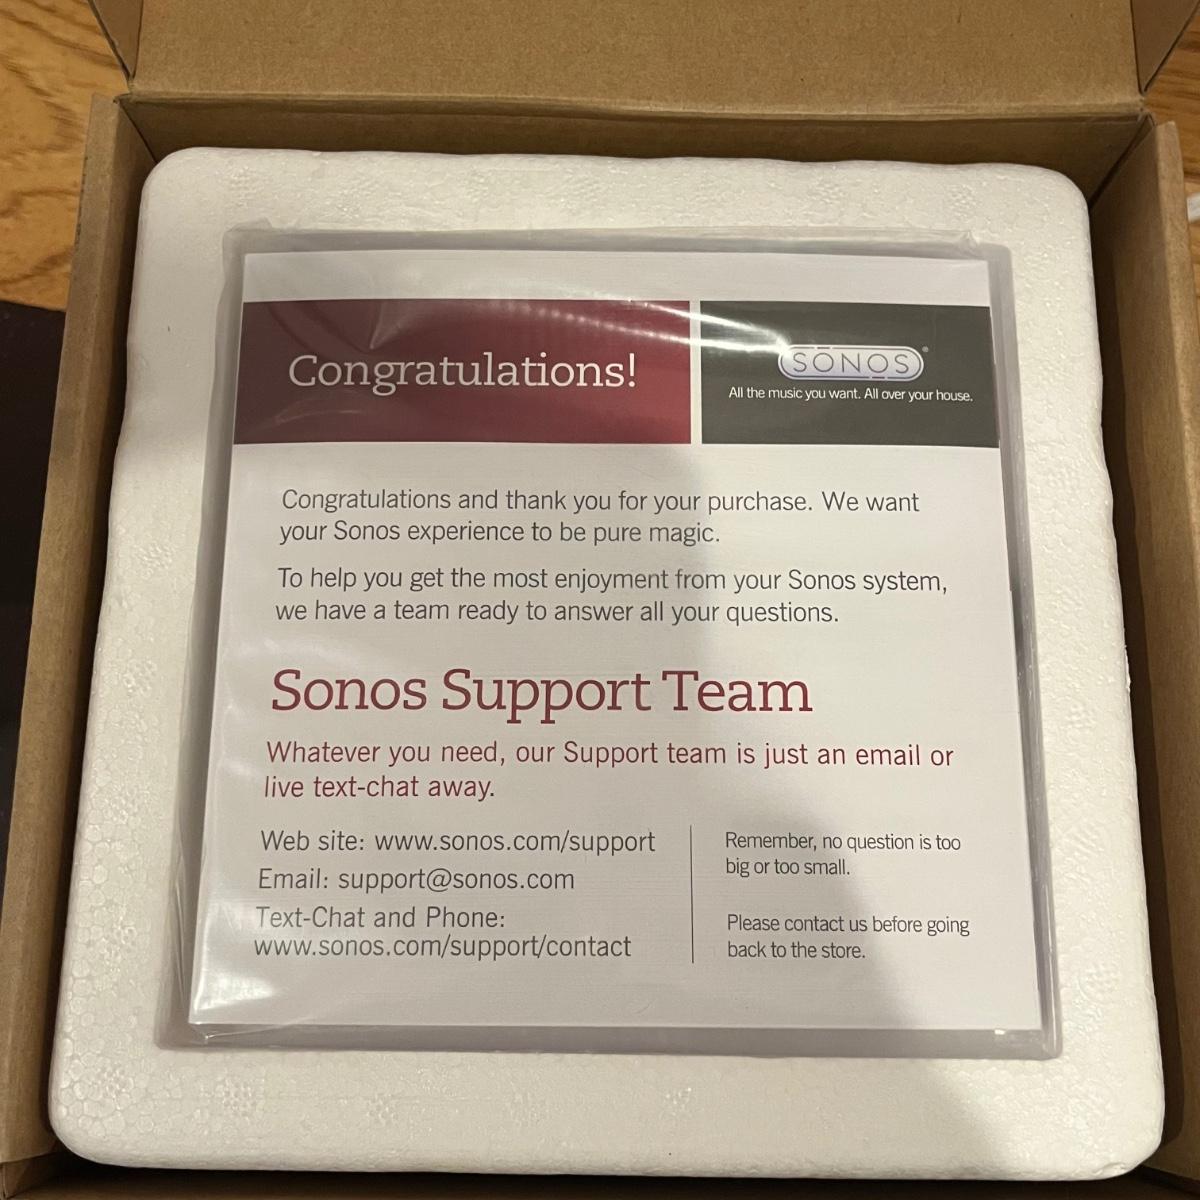 Congratulations!
SONOS®
All the music you want. All over your house.
Congratulations and thank you for your purchase. We want
your Sonos experience to be pure magic.
To help you get the most enjoyment from your Sonos system,
we have a team ready to answer all your questions.
Sonos Support Team
Whatever you need, our Support team is just an email or
live text-chat away.
Web site: www.sonos.com/support
Email: support@sonos.com
Text-Chat and Phone:
www.sonos.com/support/contact
Remember, no question is too
big or too small.
Please contact us before going
back to the store.